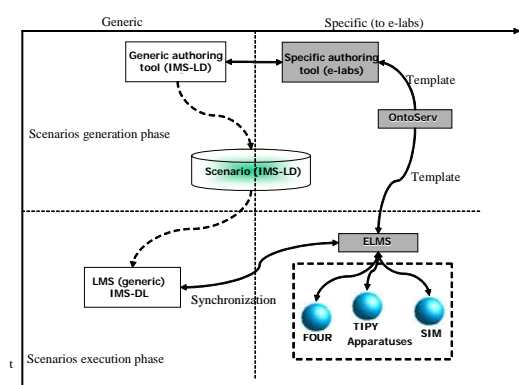 Generic
Specific (to e-labs)
Generic authoring
tool (IMS-LD)
Specific authoring
tool (e-labs)
Template
OntoServ
Scenarios generation phase
Scenario (IMS-LD)
Template
ELMS
LMS (generic)
IMS-DL
Synchronization
FOUR
TIPY
SIM
Apparatuses
Scenarios execution phase
t